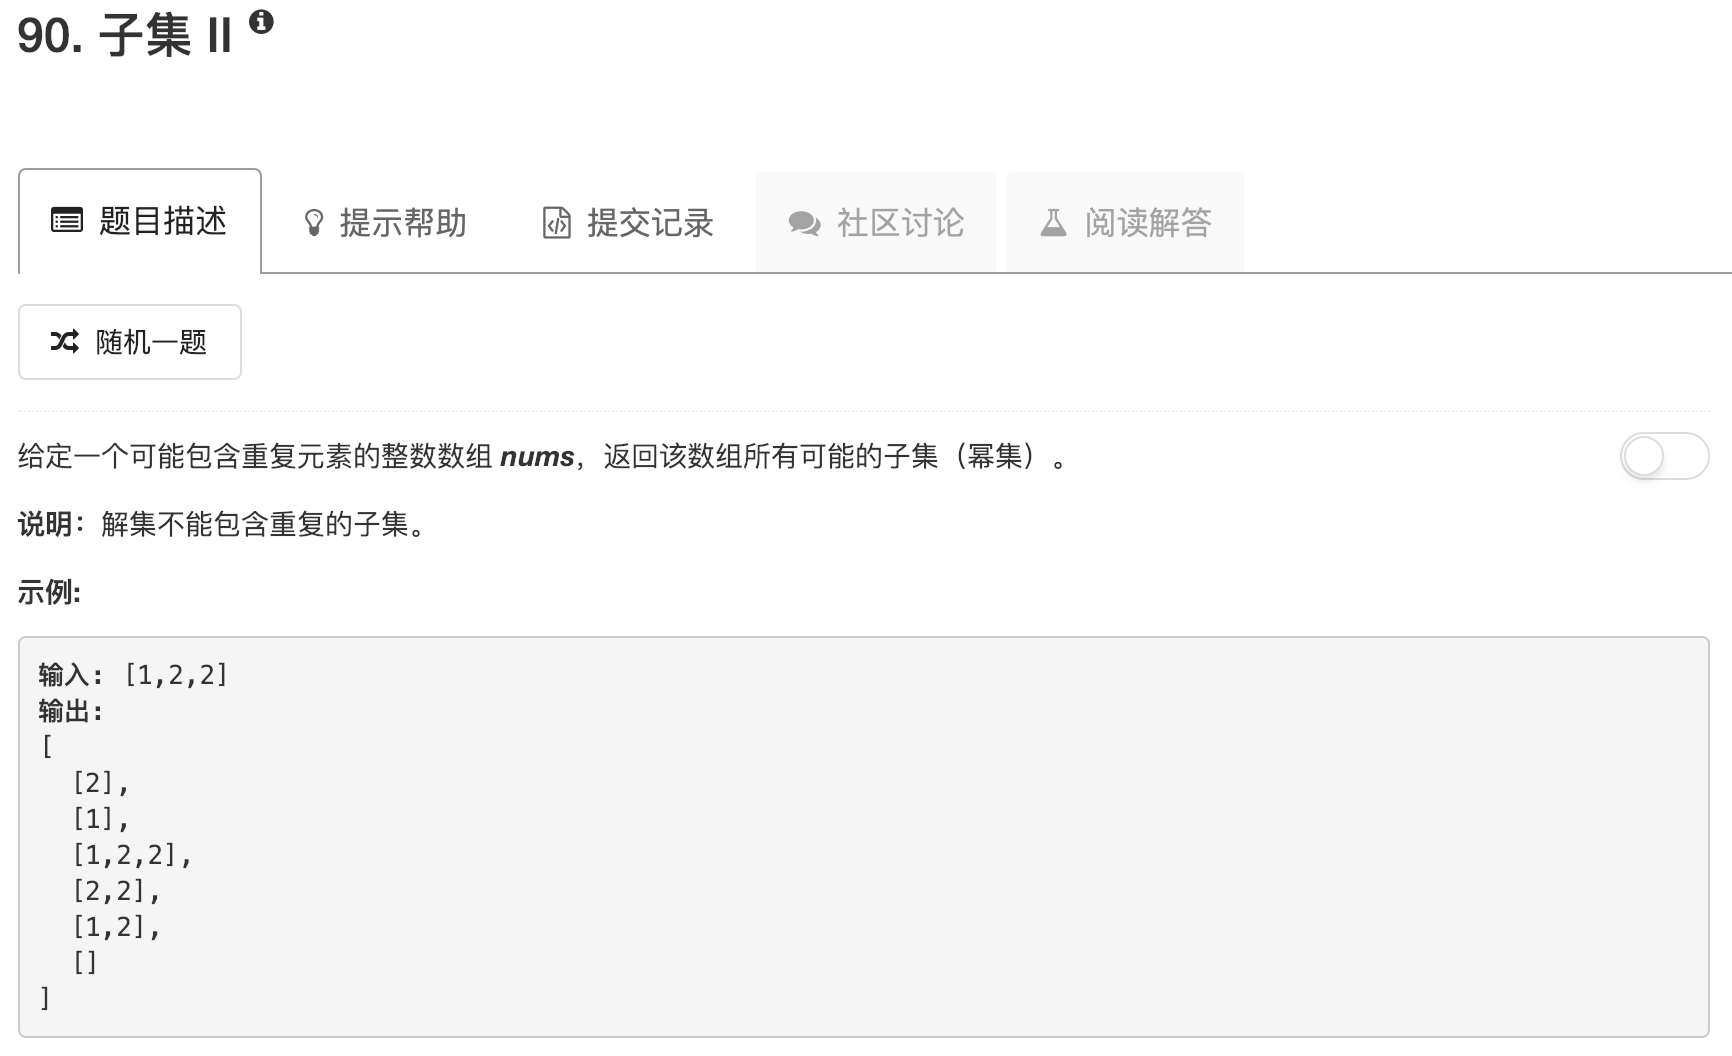 90. 子集 II
题目描述 提示帮助 提交记录 社区讨论 阅读解答
随机一题
给定一个可能包含重复元素的整数数组 nums，返回该数组所有可能的子集（幂集）。
说明：解集不能包含重复的子集。
示例:
输入: [1,2,2]
输出:
[
  [2],
  [1],
  [1,2,2],
  [2,2],
  [1,2],
  []
]